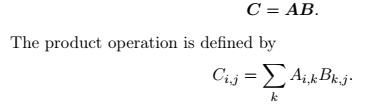 C = AB.
The product operation is defined by
C_{i,j} = \sum_k A_{i,k} B_{k,j}.